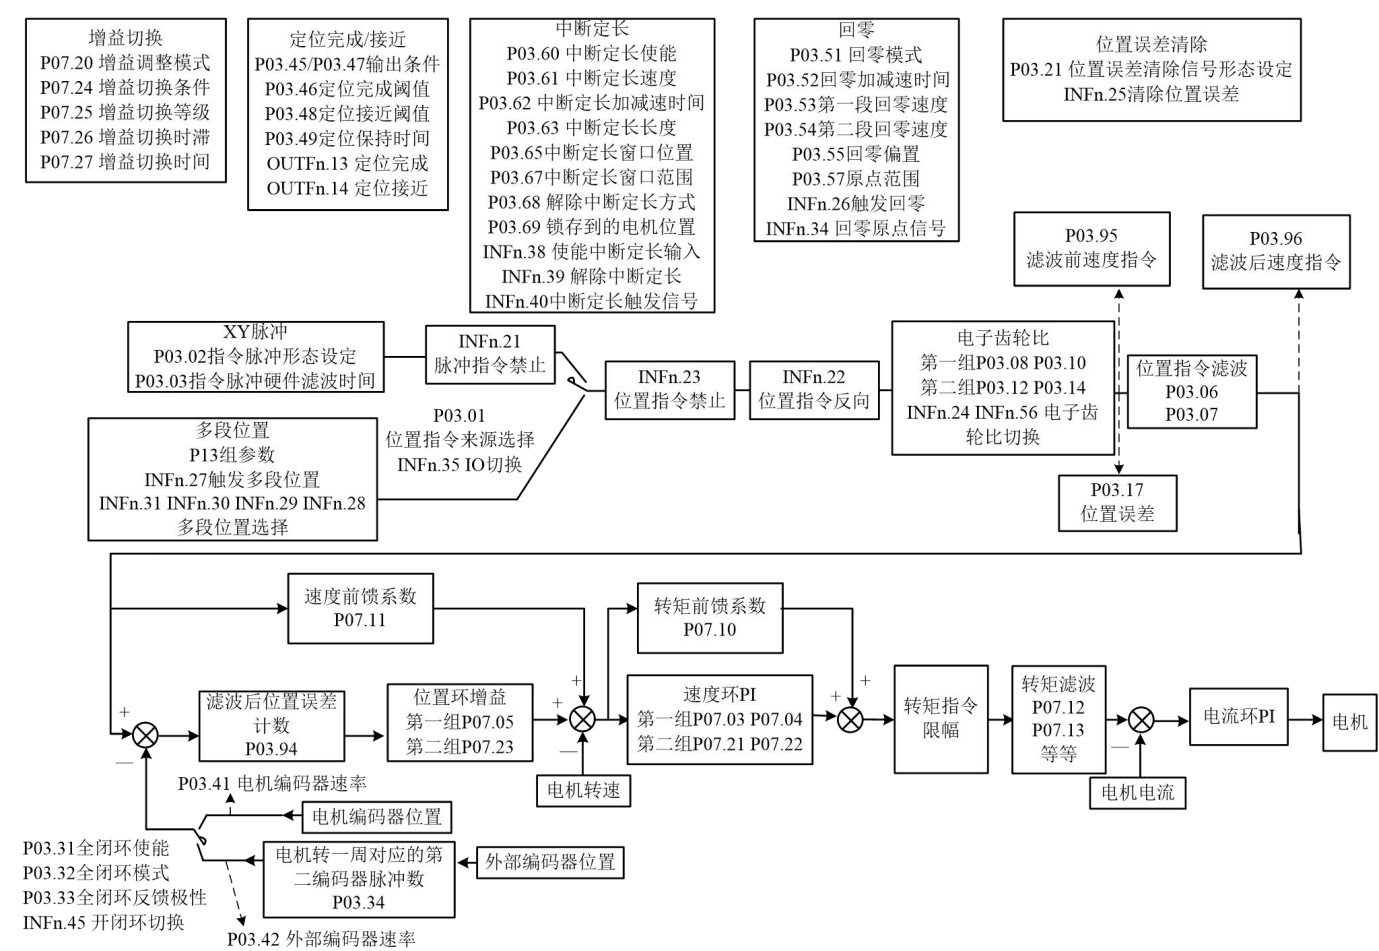 增益切换
P07.20 增益调整模式
P07.24 增益切换条件
P07.25 增益切换等级
P07.26 增益切换时滞
P07.27 增益切换时间
定位完成/接近
P03.45/P03.47输出条件
P03.46定位完成阈值
P03.48定位接近阈值
P03.49定位保持时间
OUTFn.13 定位完成
OUTFn.14 定位接近
中断定长
P03.60 中断定长使能
P03.61 中断定长速度
P03.62 中断定长加减速时间
P03.63 中断定长长度
P03.65中断定长窗口位置
P03.67中断定长窗口范围
P03.68 解除中断定长方式
P03.69 锁存到的电机位置
INFn.38 使能中断定长输入
INFn.39 解除中断定长
INFn.40中断定长触发信号
回零
P03.51 回零模式
P03.52回零加减速时间
P03.53第一段回零速度
P03.54第二段回零速度
P03.55回零偏置
P03.57原点范围
INFn.26触发回零
INFn.34 回零原点信号
位置误差清除
P03.21 位置误差清除信号形态设定
INFn.25清除位置误差
P03.95
滤波前速度指令
P03.96
滤波后速度指令
XY脉冲
P03.02指令脉冲形态设定
P03.03指令脉冲硬件滤波时间
INFn.21
脉冲指令禁止
INFn.23
位置指令禁止
INFn.22
位置指令反向
电子齿轮比
第一组P03.08 P03.10
第二组P03.12 P03.14
INFn.24 INFn.56 电子齿
轮比切换
位置指令滤波
P03.06
P03.07
P03.01
位置指令来源选择
INFn.35 IO切换
多段位置
P13组参数
INFn.27触发多段位置
INFn.31 INFn.30 INFn.29 INFn.28
多段位置选择
P03.17
位置误差
速度前馈系数
P07.11
转矩前馈系数
P07.10
+
—
滤波后位置误差
计数
P03.94
位置环增益
第一组P07.05
第二组P07.23
+
+
—
电机转速
速度环PI
第一组P07.03 P07.04
第二组P07.21 P07.22
+
+
转矩指令
限幅
转矩滤波
P07.12
P07.13
等等
—
电机电流
电流环PI
电机
P03.41 电机编码器速率
电机编码器位置
P03.31全闭环使能
P03.32全闭环模式
P03.33全闭环反馈极性
INFn.45 开闭环切换
电机转一周对应的第
二编码器脉冲数
P03.34
外部编码器位置
P03.42 外部编码器速率